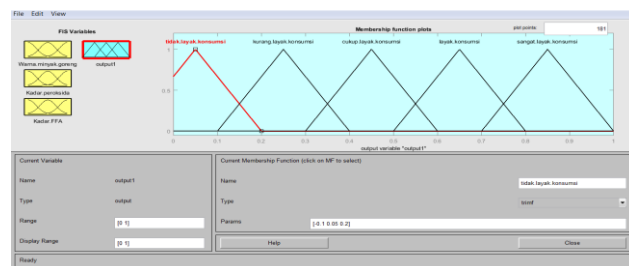 File Edit View
FIS Variables
Membership function plots
plot points:
181
Warna.minyak.goreng
output1
Kadar.peroksida
Kadar.FFA
tidak.layak.konsumsi
kurang.layak.konsumsi
cukup.layak.konsumsi
layak.konsumsi
sangat.layak.konsumsi
1
0.5
0
0 0.1 0.2 0.3 0.4 0.5 0.6 0.7 0.8 0.9 1
output variable "output1"
Current Variable
Name output1
Type output
Range [0 1]
Display Range [0 1]
Current Membership Function (click on MF to select)
Name tidak.layak.konsumsi
Type trimf
Params [-0.1 0.05 0.2]
Help Close
Ready